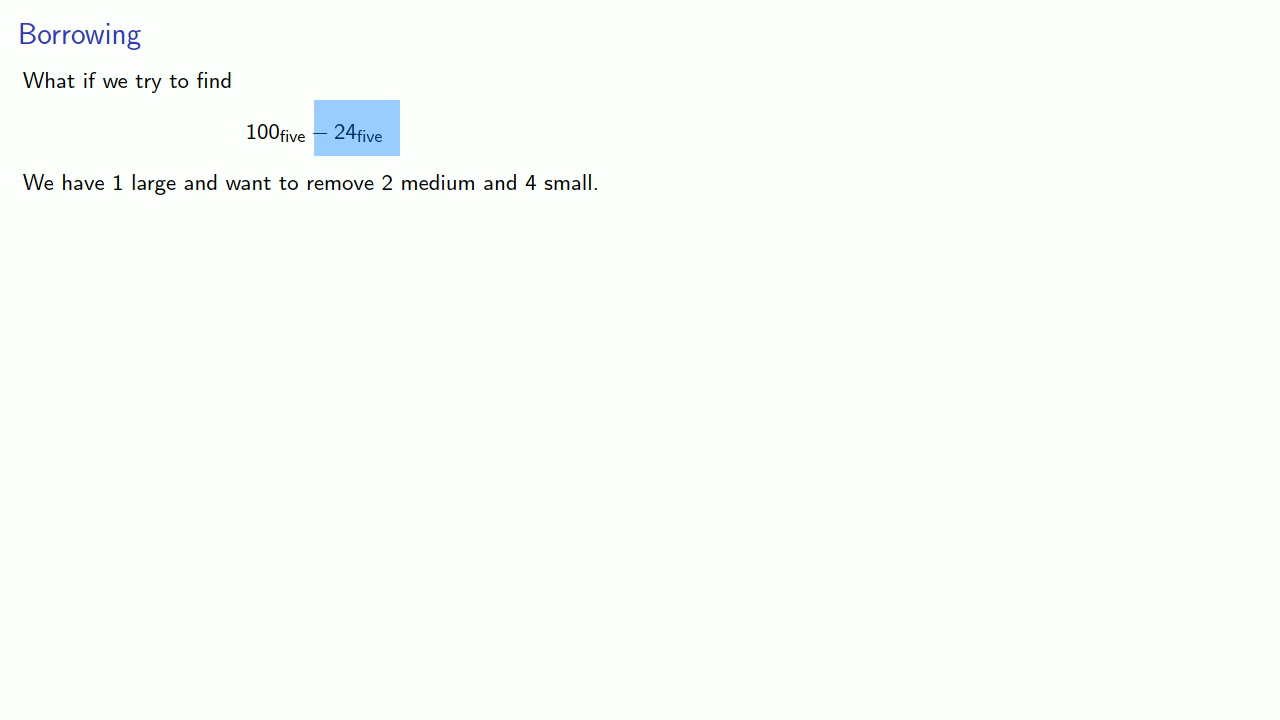 Borrowing
What if we try to find
100five − 24five
We have 1 large and want to remove 2 medium and 4 small.